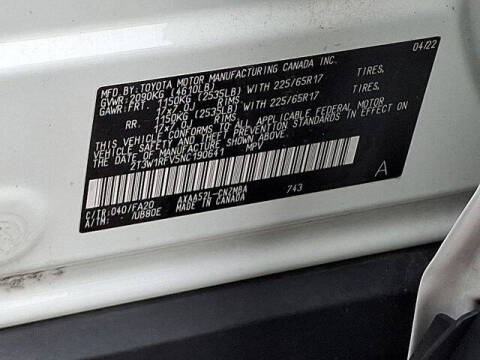 MFD. BY: TOYOTA MOTOR MANUFACTURING CANADA INC. 04/22
GVWR: 2090KG ( 4610LB)
GAWR: FRT. 1150KG (2535LB) WITH 225/65R17 TIRES,
17x7.0J RIMS
RR. 1150KG (2535LB) WITH 225/65R17 TIRES,
RIMS
THIS VEHICLE CONFORMS TO ALL APPLICABLE FEDERAL MOTOR
VEHICLE SAFETY AND THEFT PREVENTION STANDARDS IN EFFECT ON
THE DATE OF MANUFACTURE SHOWN ABOVE.
2T3W1RFV5NC190641 MPV
C/TR: 040/FA20 AXAA52L-CNZMBA 743 A
A/TM: /UB80E MADE IN CANADA